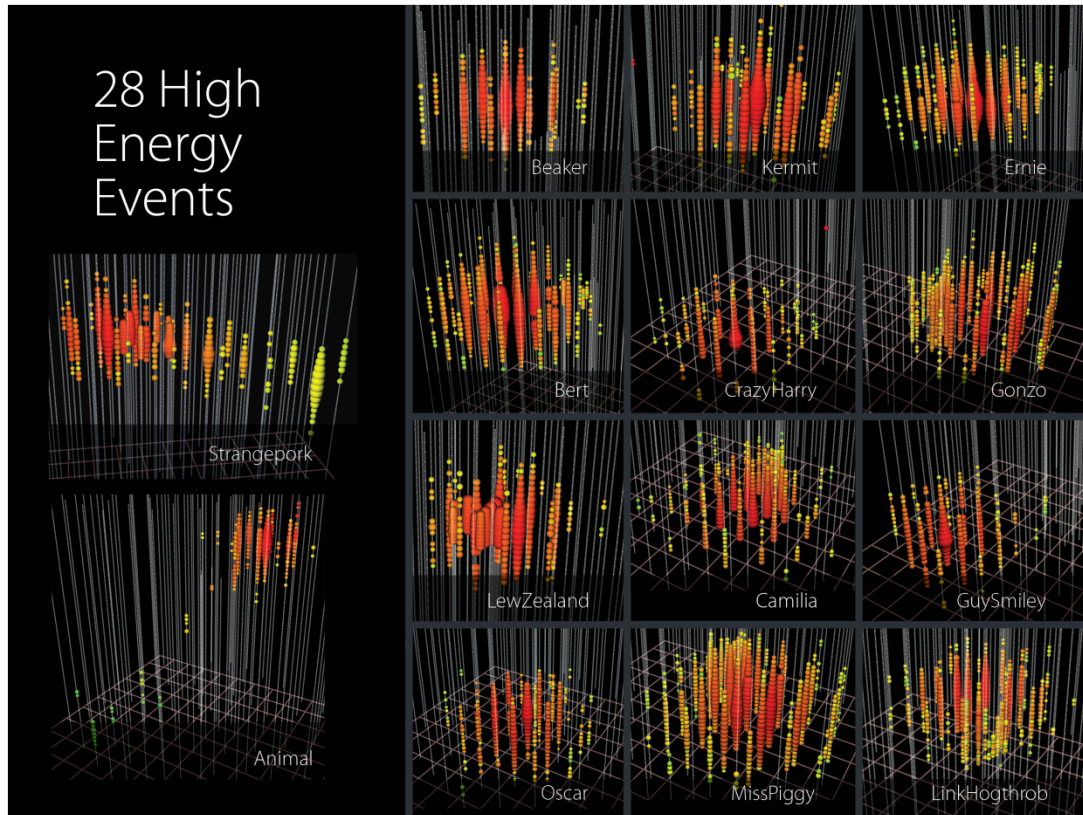 28 High
Energy
Events
Strangepork
Animal
Beaker
Kermit
Ernie
Bert
CrazyHarry
Gonzo
LewZealand
Camilia
GuySmiley
Oscar
MissPiggy
LinkHogthrob